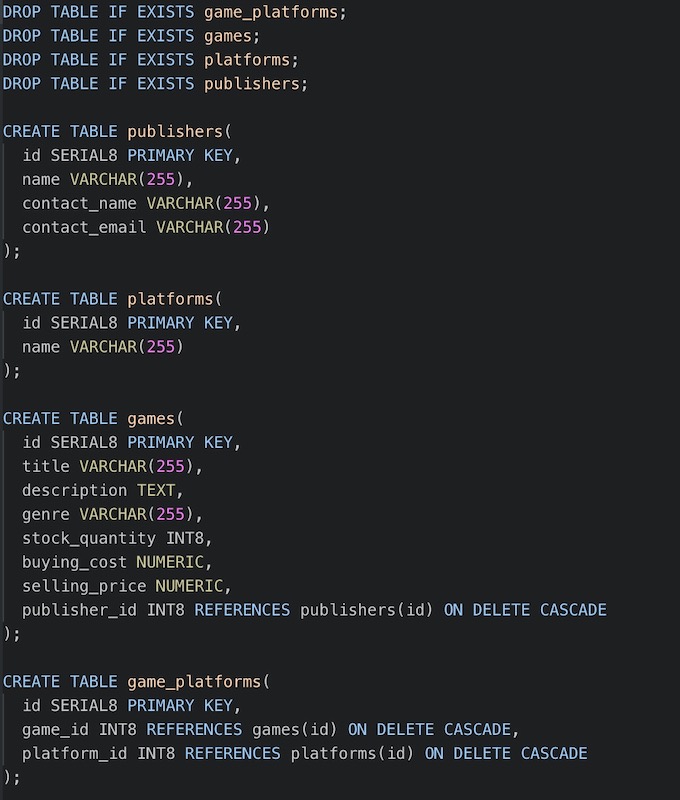 DROP TABLE IF EXISTS game_platforms;
DROP TABLE IF EXISTS games;
DROP TABLE IF EXISTS platforms;
DROP TABLE IF EXISTS publishers;

CREATE TABLE publishers(
  id SERIAL8 PRIMARY KEY,
  name VARCHAR(255),
  contact_name VARCHAR(255),
  contact_email VARCHAR(255)
);

CREATE TABLE platforms(
  id SERIAL8 PRIMARY KEY,
  name VARCHAR(255)
);

CREATE TABLE games(
  id SERIAL8 PRIMARY KEY,
  title VARCHAR(255),
  description TEXT,
  genre VARCHAR(255),
  stock_quantity INT8,
  buying_cost NUMERIC,
  selling_price NUMERIC,
  publisher_id INT8 REFERENCES publishers(id) ON DELETE CASCADE
);

CREATE TABLE game_platforms(
  id SERIAL8 PRIMARY KEY,
  game_id INT8 REFERENCES games(id) ON DELETE CASCADE,
  platform_id INT8 REFERENCES platforms(id) ON DELETE CASCADE
);